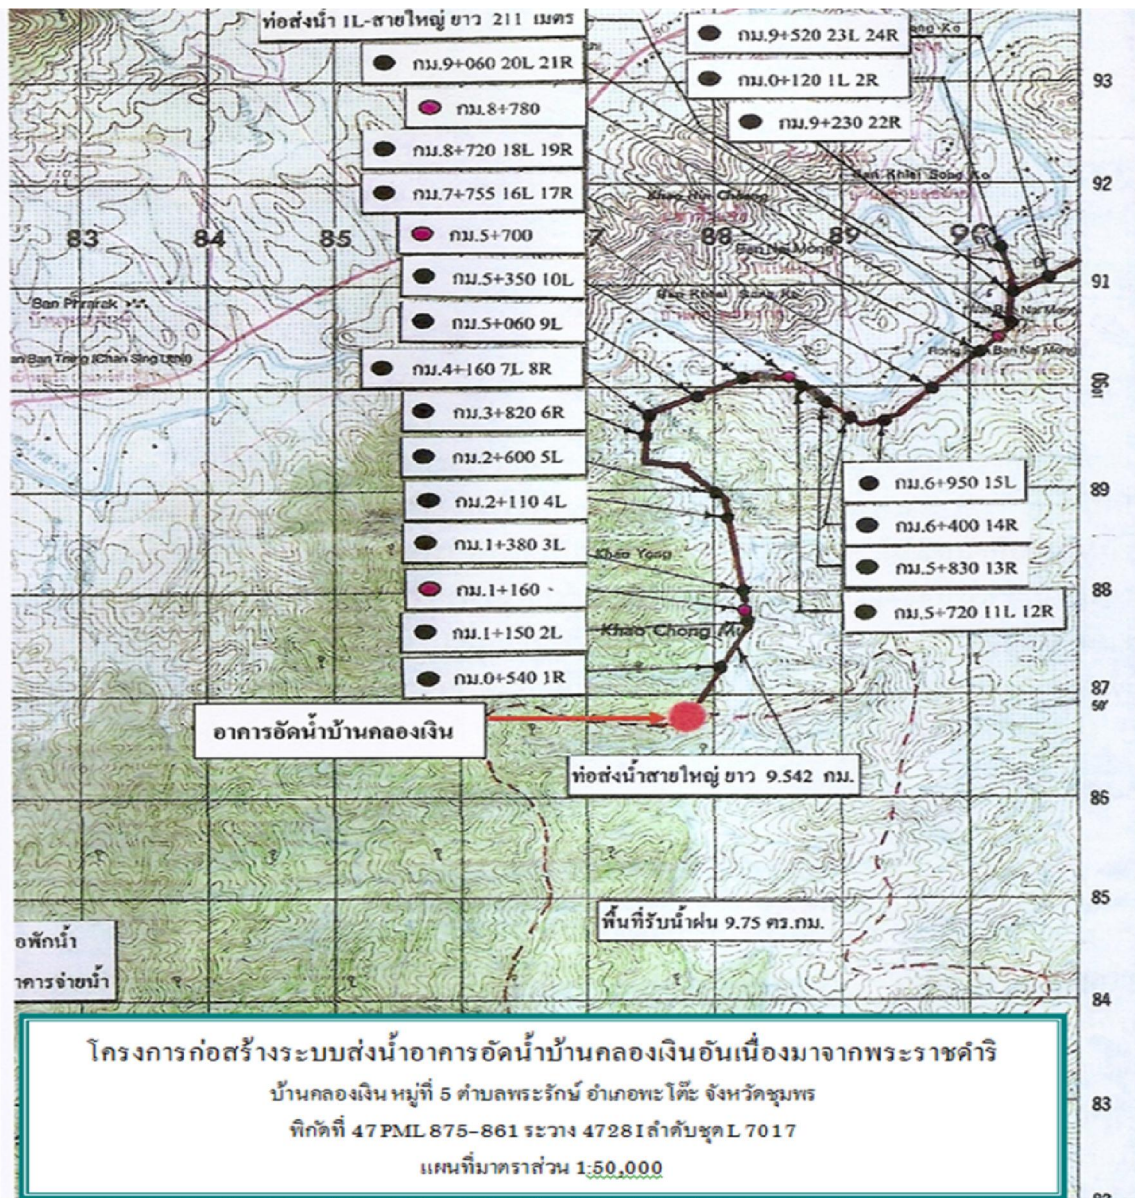 ท่อส่งน้ำ 1L-สายใหญ่ ยาว 211 เมตร
กม.9+060 20L 21R
กม.8+780
กม.8+720 18L 19R
กม.7+755 16L 17R
กม.5+700
กม.5+350 10L
กม.5+060 9L
กม.4+160 7L 8R
กม.3+820 6R
กม.2+600 5L
กม.2+110 4L
กม.1+380 3L
กม.1+160 -
กม.1+150 2L
กม.0+540 1R
กม.9+520 23L 24R
กม.0+120 1L 2R
กม.9+230 22R
กม.6+950 15L
กม.6+400 14R
กม.5+830 13R
กม.5+720 11L 12R
83
84
85
88
89
90
93
92
91
90
89
88
87
50'
86
85
84
83
Ban Phrarak
Ban Nai Mong
Khao Yong
Khao Chong Mu
อาคารอัดน้ำบ้านคลองเงิน
ท่อส่งน้ำสายใหญ่ ยาว 9.542 กม.
พื้นที่รับน้ำฝน 9.75 ตร.กม.
อพักน้ำ
าคารจ่ายน้ำ
โครงการก่อสร้างระบบส่งน้ำอาคารอัดน้ำบ้านคลองเงินอันเนื่องมาจากพระราชดำริ
บ้านคลองเงิน หมู่ที่ 5 ตำบลพระรักษ์ อำเภอพะโต๊ะ จังหวัดชุมพร
พิกัดที่ 47 PML 875-861 ระวาง 4728 I ลำดับชุด L 7017
แผนที่มาตราส่วน 1:50,000